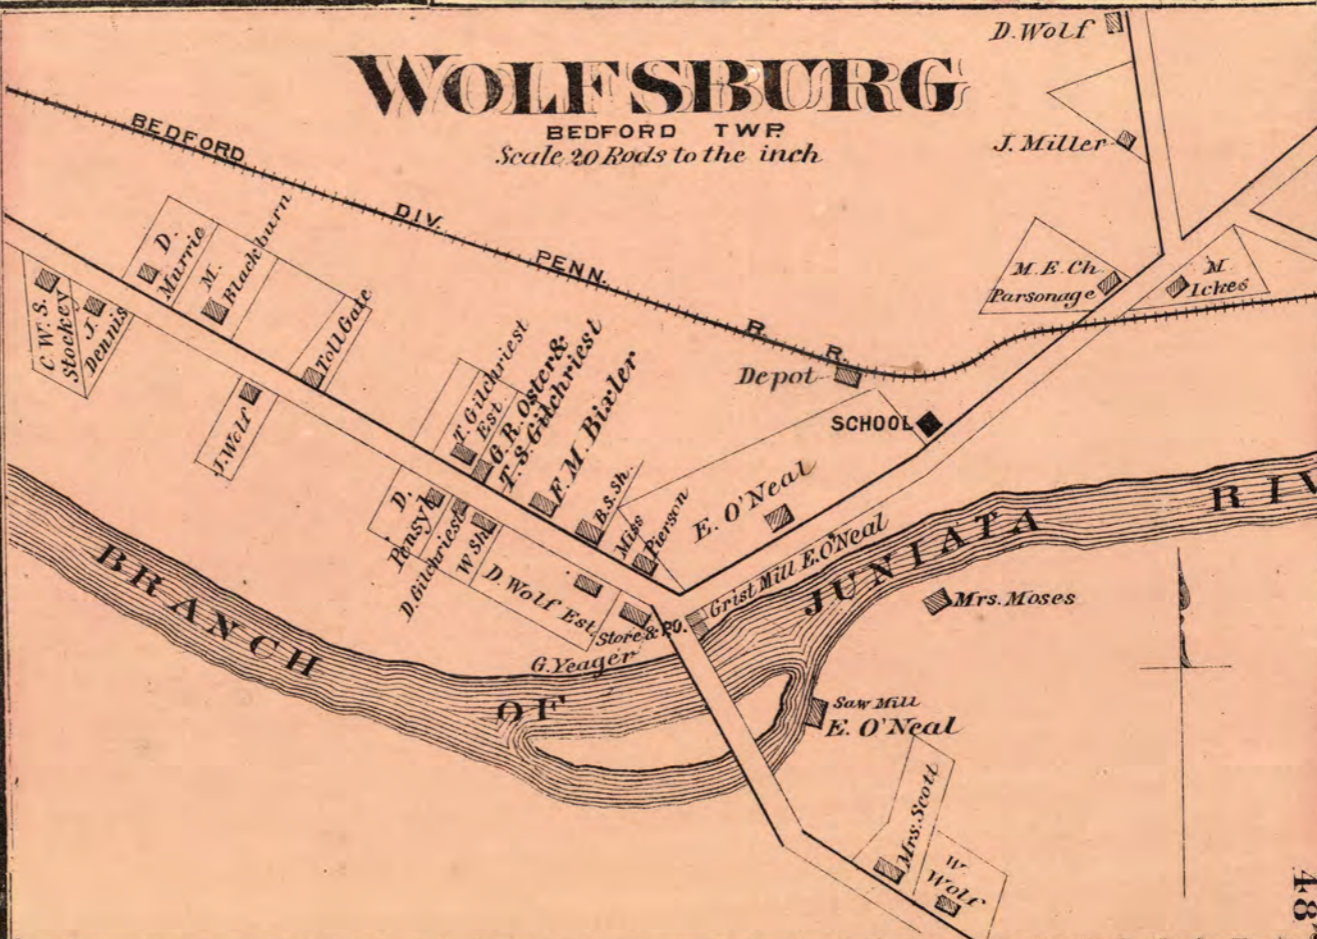 WOLFSBURG
BEDFORD TWP.
Scale 20 Rods to the inch
D. Wolf
J. Miller
BEDFORD DIV. PENN. R. R.
D.
Murrie
M.
Blackburn
C. W. S.
Stockey
J.
Dennis
Toll Gate
J. Wolf
T. Gilchriest
Est.
G. R. Oster &
T. S. Gilchriest
F. M. Bixler
B. S. Sh.
Miss
Pierson
D.
Pensyl
D. Gilchriest
W. Sh.
D. Wolf Est.
Store & P.O.
G. Yeager
M. E. Ch.
Parsonage
M.
Ickes
Depot
SCHOOL
E. O'Neal
Grist Mill E. O'Neal
BRANCH OF JUNIATA RIV
Mrs. Moses
Saw Mill
E. O'Neal
Mrs. Scott
W.
Wolf
48